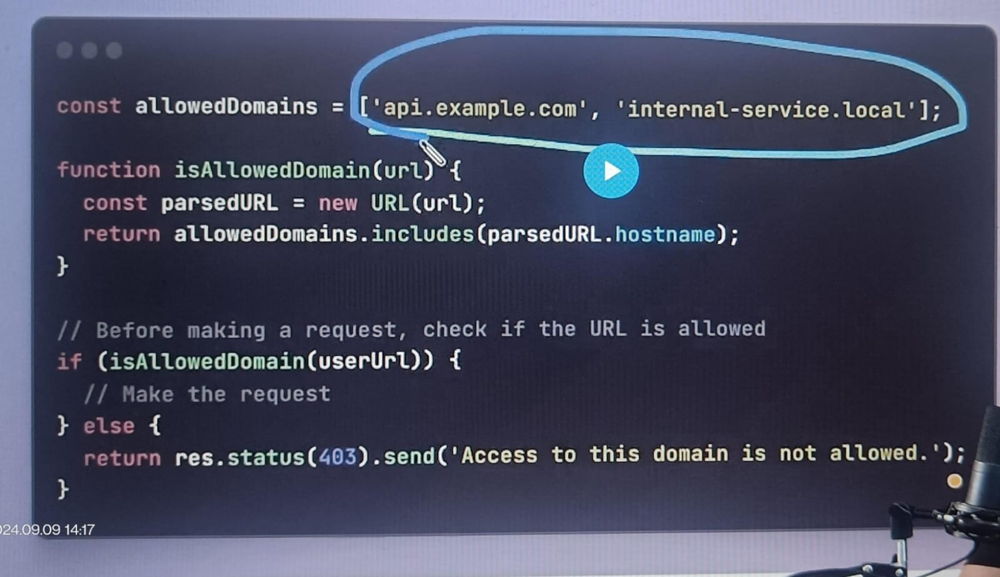 const allowedDomains = ['api.example.com', 'internal-service.local'];
function isAllowedDomain(url) {
const parsedURL = new URL(url);
return allowedDomains.includes(parsedURL.hostname);
}
// Before making a request, check if the URL is allowed
if (isAllowedDomain(userUrl)) {
// Make the request
} else {
return res.status(403).send('Access to this domain is not allowed.');
}
024.09.09 14:17